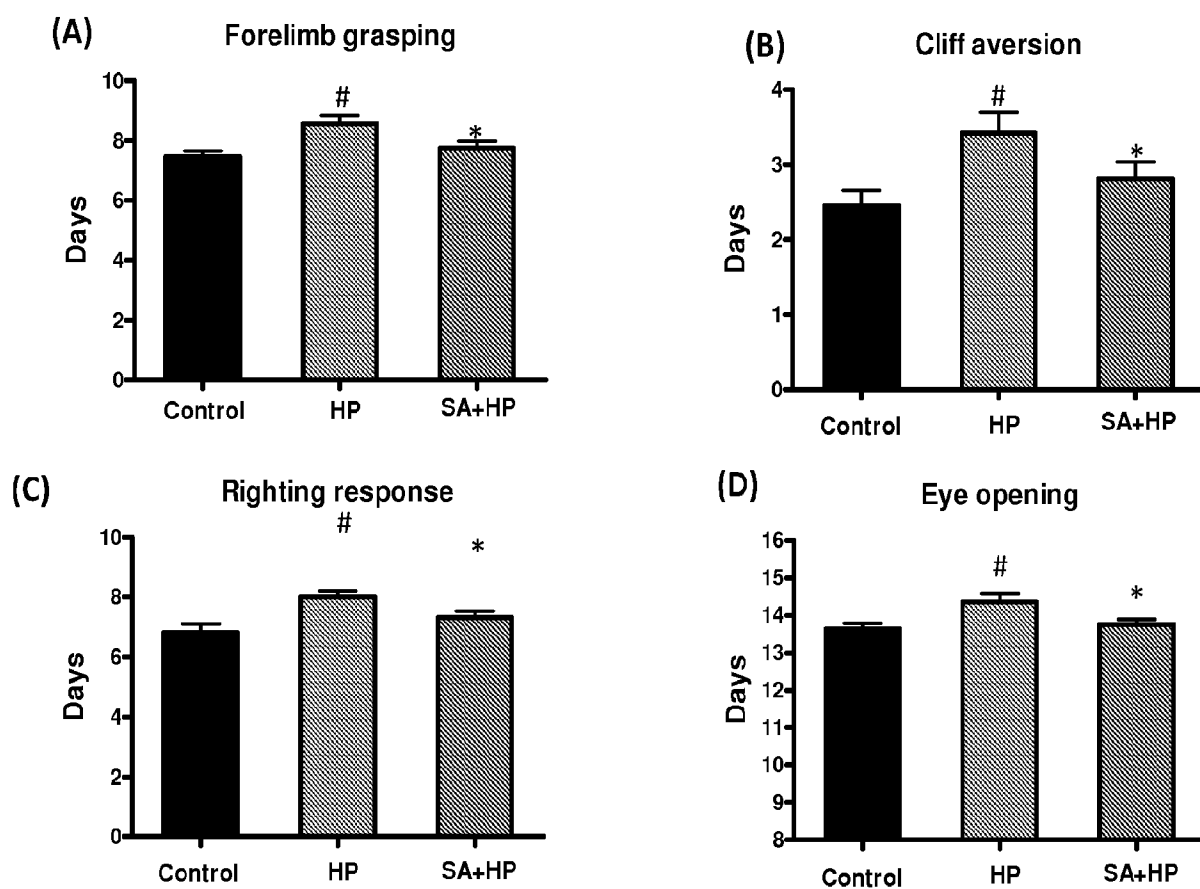 (A)
Forelimb grasping
10
8
6
4
2
0
Days
#
*
Control
HP
SA+HP
(B)
Cliff aversion
4
3
2
1
0
Days
#
*
Control
HP
SA+HP
(C)
Righting response
10
8
6
4
2
0
Days
#
*
Control
HP
SA+HP
(D)
Eye opening
16
15
14
13
12
11
10
9
8
Days
#
*
Control
HP
SA+HP